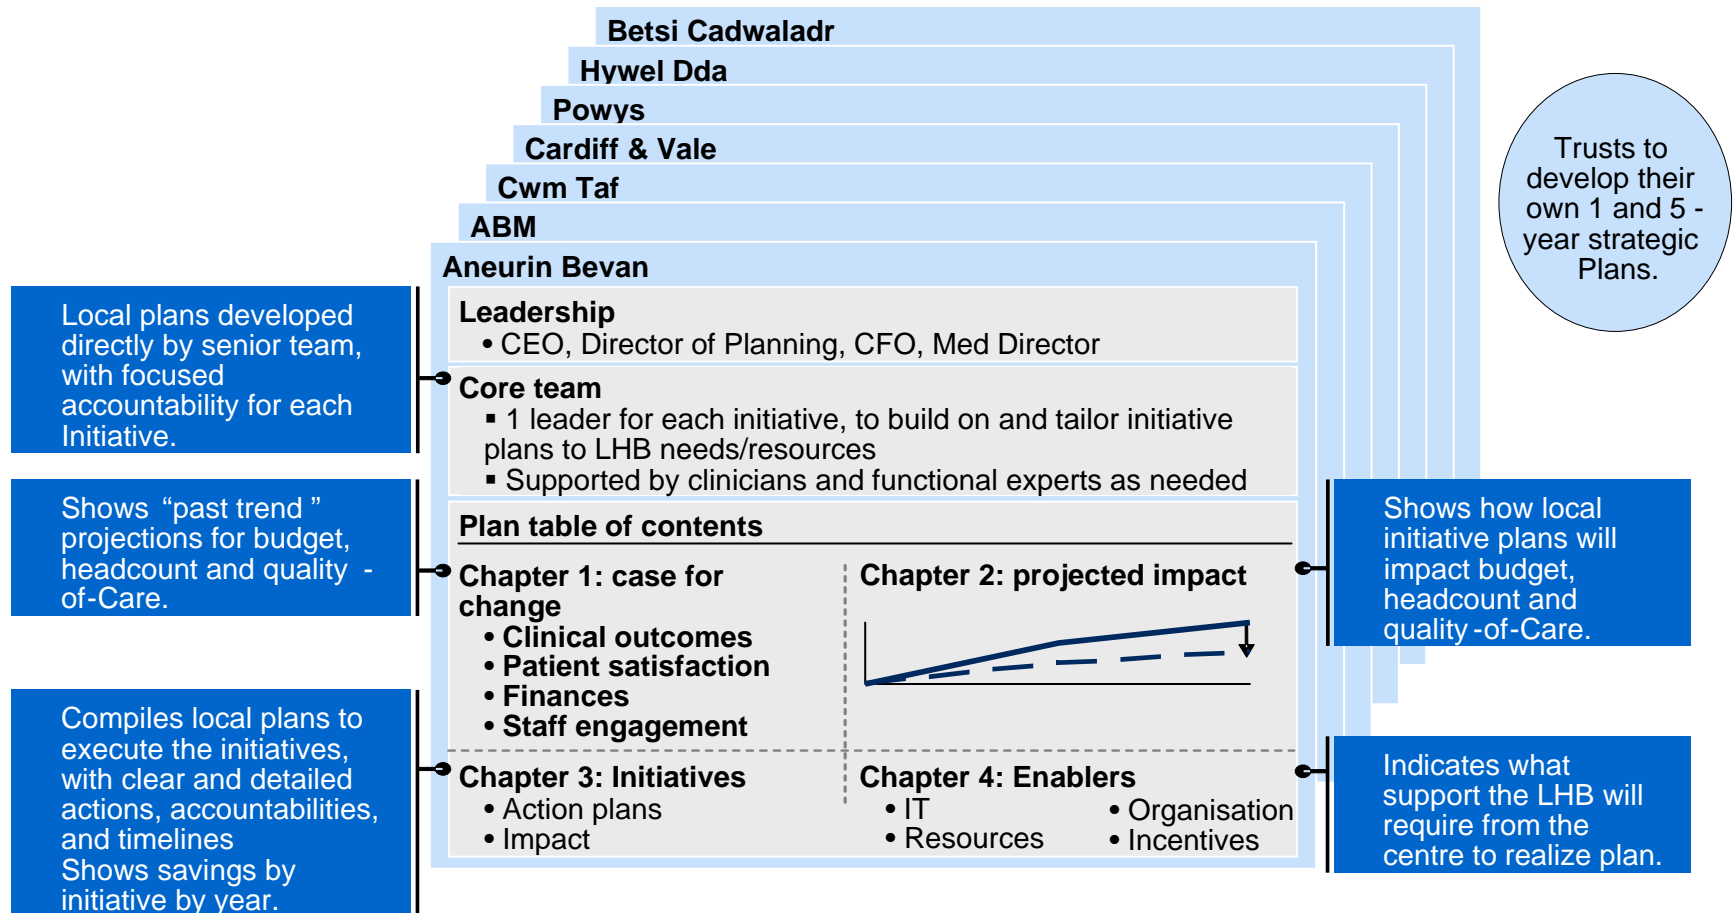 Betsi Cadwaladr
Hywel Dda
Powys
Cardiff & Vale
Cwm Taf
ABM
Aneurin Bevan
Trusts to
develop their
own 1 and 5 -
year strategic
Plans.
Local plans developed
directly by senior team,
with focused
accountability for each
Initiative.
Leadership
• CEO, Director of Planning, CFO, Med Director
Core team
▪ 1 leader for each initiative, to build on and tailor initiative
plans to LHB needs/resources
▪ Supported by clinicians and functional experts as needed
Shows “past trend ”
projections for budget,
headcount and quality -
of-Care.
Plan table of contents
Chapter 1: case for
change
• Clinical outcomes
• Patient satisfaction
• Finances
• Staff engagement
Chapter 2: projected impact
Shows how local
initiative plans will
impact budget,
headcount and
quality -of-Care.
Compiles local plans to
execute the initiatives,
with clear and detailed
actions, accountabilities,
and timelines
Shows savings by
initiative by year.
Chapter 3: Initiatives
• Action plans
• Impact
Chapter 4: Enablers
• IT
• Resources
• Organisation
• Incentives
Indicates what
support the LHB will
require from the
centre to realize plan.